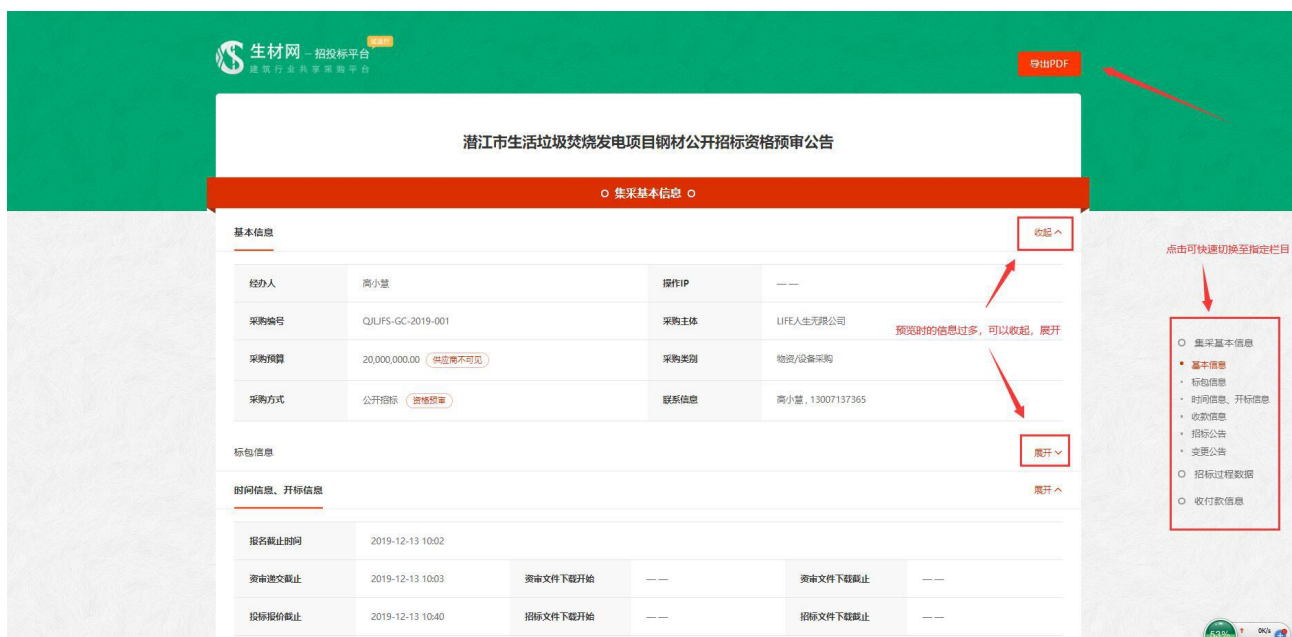 生材网 – 招投标平台
建筑行业共享采购平台
导出PDF
潜江市生活垃圾焚烧发电项目钢材公开招标资格预审公告
集采基本信息
基本信息
收起
点击可快速切换至指定栏目
经办人 高小慧 操作IP ——
采购编号 QJLJFS-GC-2019-001 采购主体 LIFE人生无限公司
预览时的信息过多，可以收起，展开
采购预算 20,000,000.00 供应商不可见 采购类别 物资/设备采购
采购方式 公开招标 资格预审 联系信息 高小慧 , 13007137365
标包信息 展开
时间信息、开标信息 展开
报名截止时间 2019-12-13 10:02
资审递交截止 2019-12-13 10:03 资审文件下载开始 —— 资审文件下载截止 ——
投标报价截止 2019-12-13 10:40 招标文件下载开始 —— 招标文件下载截止 ——
集采基本信息
基本信息
标包信息
时间信息、开标信息
收款信息
招标公告
变更公告
招标过程数据
收付款信息
53%
0K/s